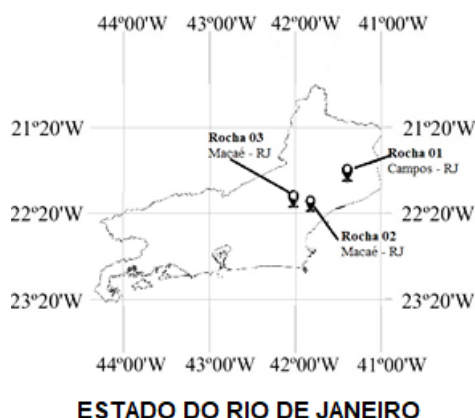 44°00'W 43°00'W 42°00'W 41°00'W
21°20'W 21°20'W
Rocha 03
Macaé - RJ
Rocha 01
Campos - RJ
22°20'W 22°20'W
Rocha 02
Macaé - RJ
23°20'W 23°20'W
44°00'W 43°00'W 42°00'W 41°00'W
ESTADO DO RIO DE JANEIRO